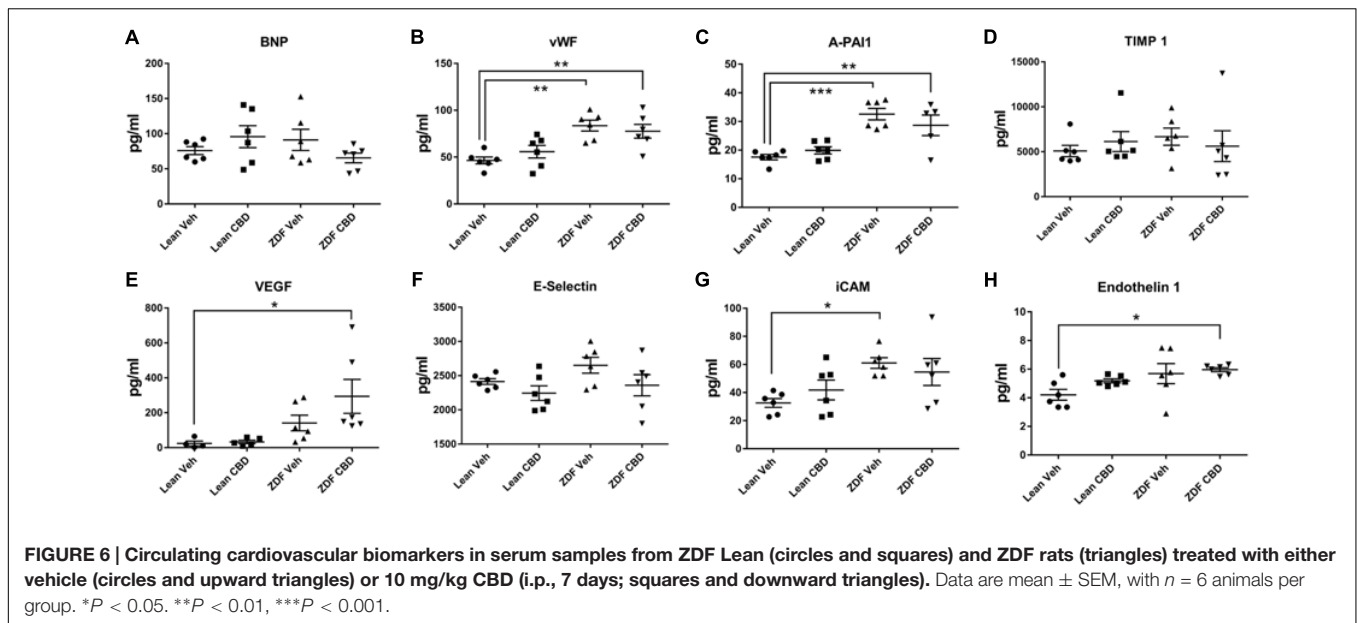 A
BNP
pg/ml
200
150
100
50
0
Lean Veh
Lean CBD
ZDF Veh
ZDF CBD
B
vWF
pg/ml
150
100
50
0
**
**
Lean Veh
Lean CBD
ZDF Veh
ZDF CBD
C
A-PAI1
pg/ml
50
40
30
20
10
0
**
***
Lean Veh
Lean CBD
ZDF Veh
ZDF CBD
D
TIMP 1
pg/ml
15000
10000
5000
0
Lean Veh
Lean CBD
ZDF Veh
ZDF CBD
E
VEGF
pg/ml
800
600
400
200
0
*
Lean Veh
Lean CBD
ZDF Veh
ZDF CBD
F
E-Selectin
pg/ml
3500
3000
2500
2000
1500
Lean Veh
Lean CBD
ZDF Veh
ZDF CBD
G
iCAM
pg/ml
100
80
60
40
20
0
*
Lean Veh
Lean CBD
ZDF Veh
ZDF CBD
H
Endothelin 1
pg/ml
10
8
6
4
2
0
*
Lean Veh
Lean CBD
ZDF Veh
ZDF CBD
FIGURE 6 | Circulating cardiovascular biomarkers in serum samples from ZDF Lean (circles and squares) and ZDF rats (triangles) treated with either
vehicle (circles and upward triangles) or 10 mg/kg CBD (i.p., 7 days; squares and downward triangles). Data are mean ± SEM, with n = 6 animals per
group. *P < 0.05. **P < 0.01, ***P < 0.001.